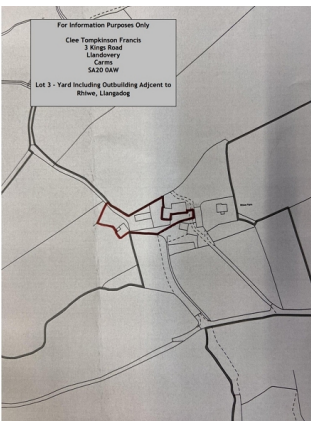 For Information Purposes Only
Clee Tompkinson Francis
3 Kings Road
Llandovery
Carms
SA20 0AW
Lot 3 - Yard Including Outbuilding Adjcent to
Rhiwe, Llangadog